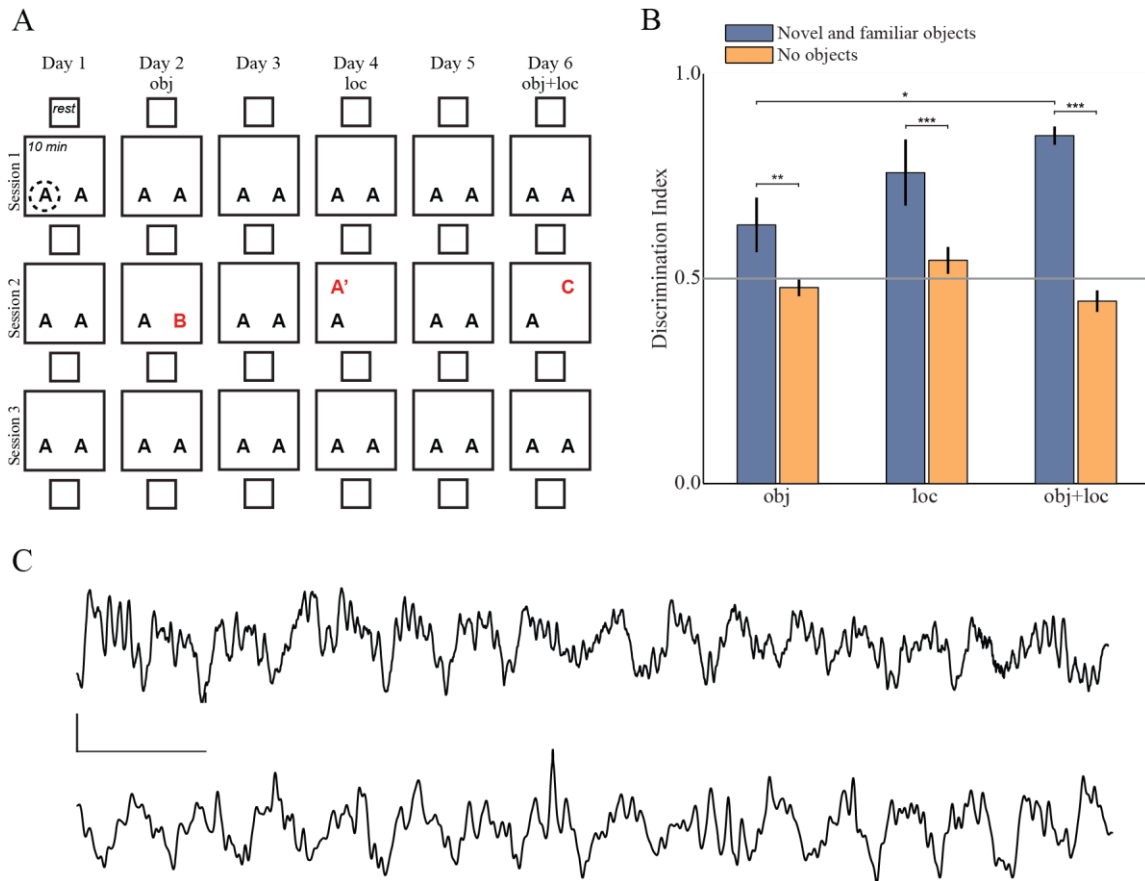 A
Day 1 Day 2 Day 3 Day 4 Day 5 Day 6
obj loc obj+loc
rest
Session 1
10 min
A A A A A A A A A A A A
Session 2
A' C
A A A B A A A A A A
Session 3
A A A A A A A A A A A A
B
Novel and familiar objects
No objects
Discrimination Index
1.0
* 
*** ***
**
0.5
0.0
obj loc obj+loc
C